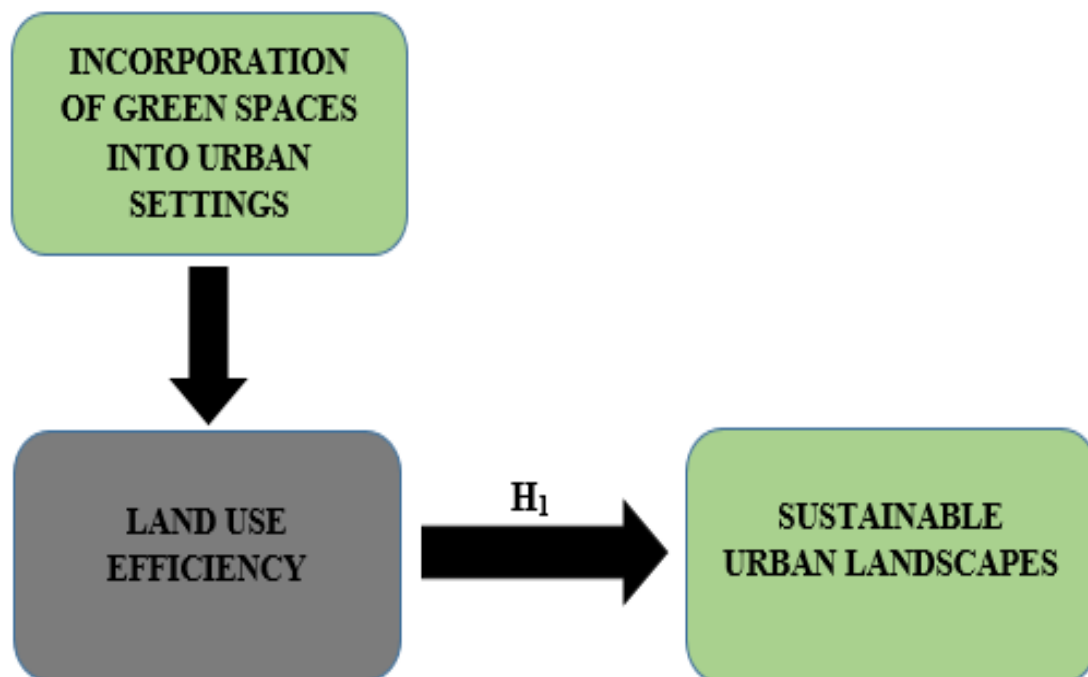 INCORPORATION
OF GREEN SPACES
INTO URBAN
SETTINGS
LAND USE
EFFICIENCY
H₁
SUSTAINABLE
URBAN LANDSCAPES